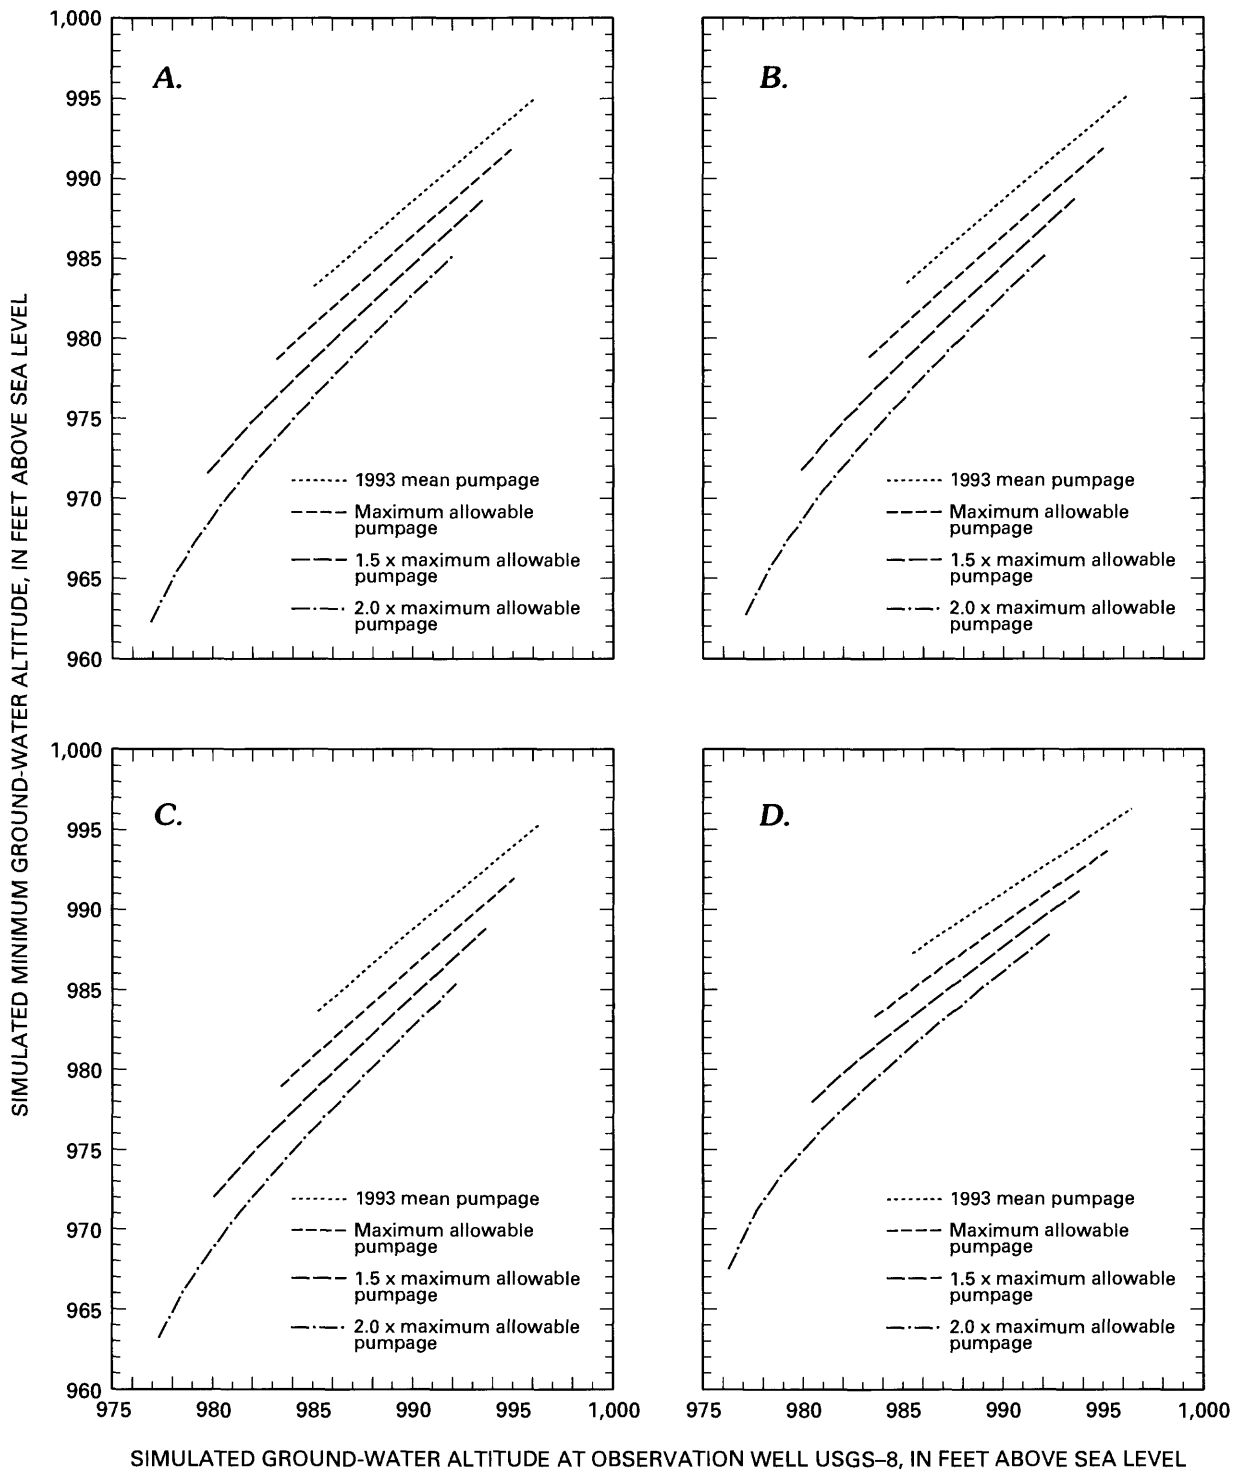 SIMULATED MINIMUM GROUND-WATER ALTITUDE, IN FEET ABOVE SEA LEVEL
1,000
995
990
985
980
975
970
965
960
A.
1993 mean pumpage
Maximum allowable
pumpage
1.5 x maximum allowable
pumpage
2.0 x maximum allowable
pumpage
B.
1993 mean pumpage
Maximum allowable
pumpage
1.5 x maximum allowable
pumpage
2.0 x maximum allowable
pumpage
1,000
995
990
985
980
975
970
965
960
C.
1993 mean pumpage
Maximum allowable
pumpage
1.5 x maximum allowable
pumpage
2.0 x maximum allowable
pumpage
975 980 985 990 995 1,000
D.
1993 mean pumpage
Maximum allowable
pumpage
1.5 x maximum allowable
pumpage
2.0 x maximum allowable
pumpage
975 980 985 990 995 1,000
SIMULATED GROUND-WATER ALTITUDE AT OBSERVATION WELL USGS–8, IN FEET ABOVE SEA LEVEL